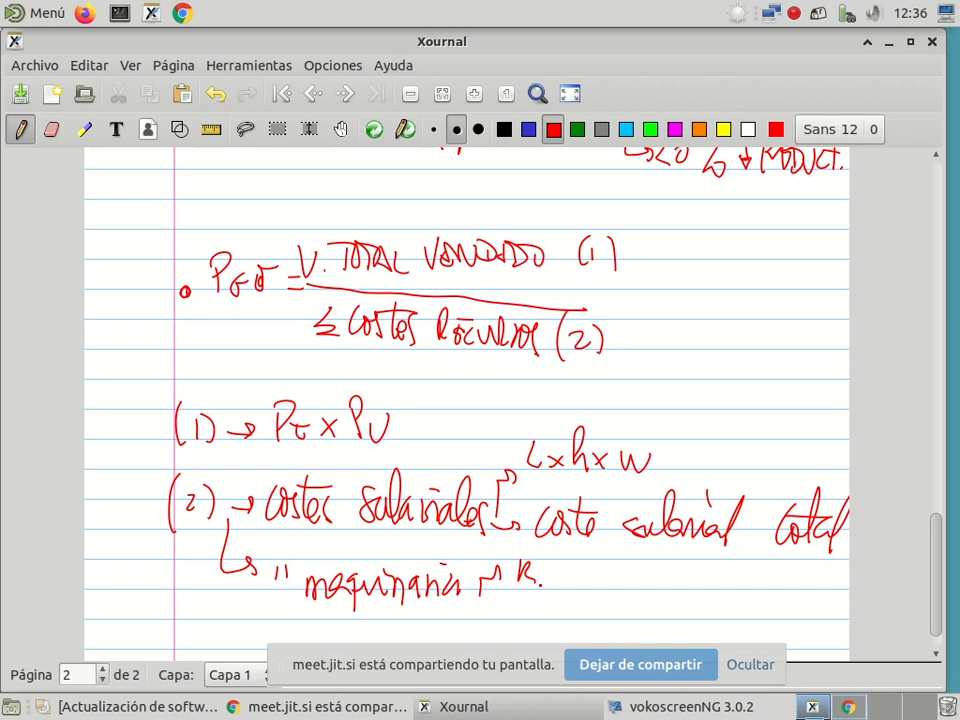 Menú 12:36
Xournal
Archivo Editar Ver Página Herramientas Opciones Ayuda
Sans 12 0
↳<0 ↳ ↓ PRODUCT.
V. TOTAL VENDIDO (1)
=
COSTES RECURSOS (2)
(1) → PT x PU
L x h x w
(2) → costes salariales → coste salarial total
↳ " maquinaria → K.
meet.jit.si está compartiendo tu pantalla. Dejar de compartir Ocultar
Página 2 de 2 Capa: Capa 1
[Actualización de softw... meet.jit.si está compar... Xournal vokoscreenNG 3.0.2